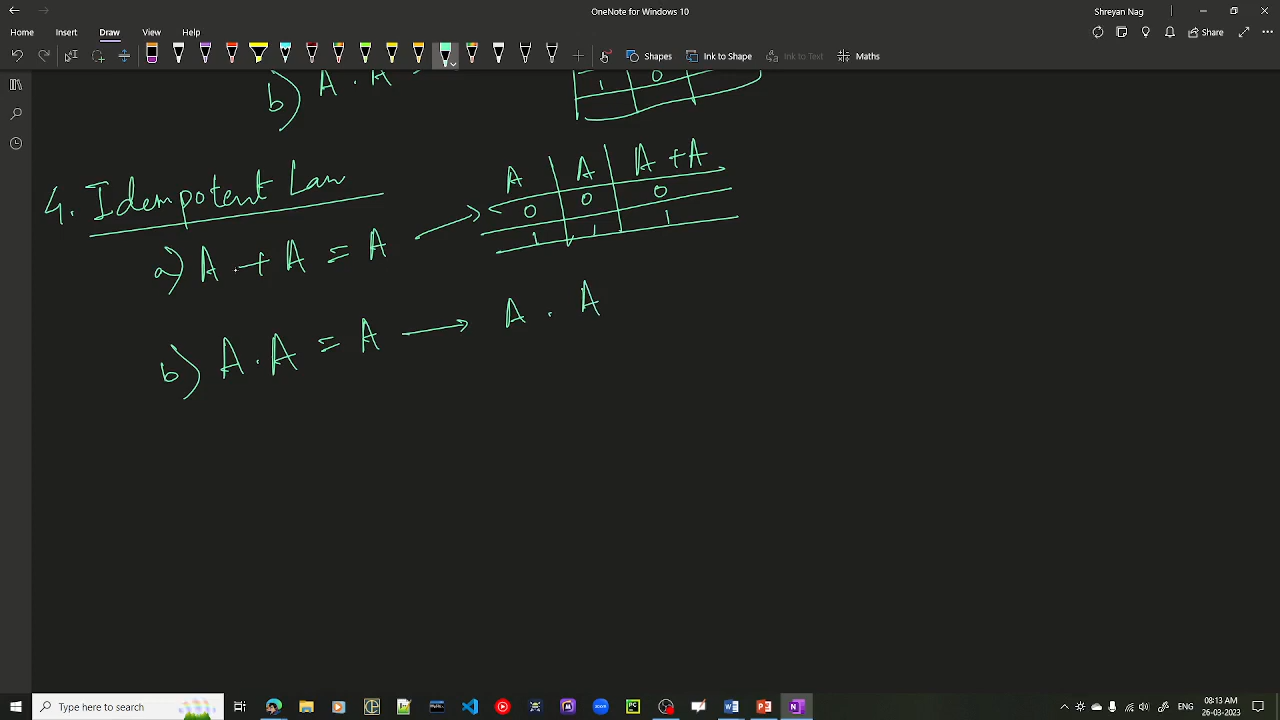 OneNote for Windows 10
Shreyan Nag
Home Insert Draw View Help
Share
Shapes Ink to Shape Ink to Text Maths
b) A . A
1 0
4. Idempotent Law
A A A + A
0 0 0
1 1 1
a) A + A = A
b) A . A = A → A . A
Type here to search
ENG
08:13 AM
26-03-2023